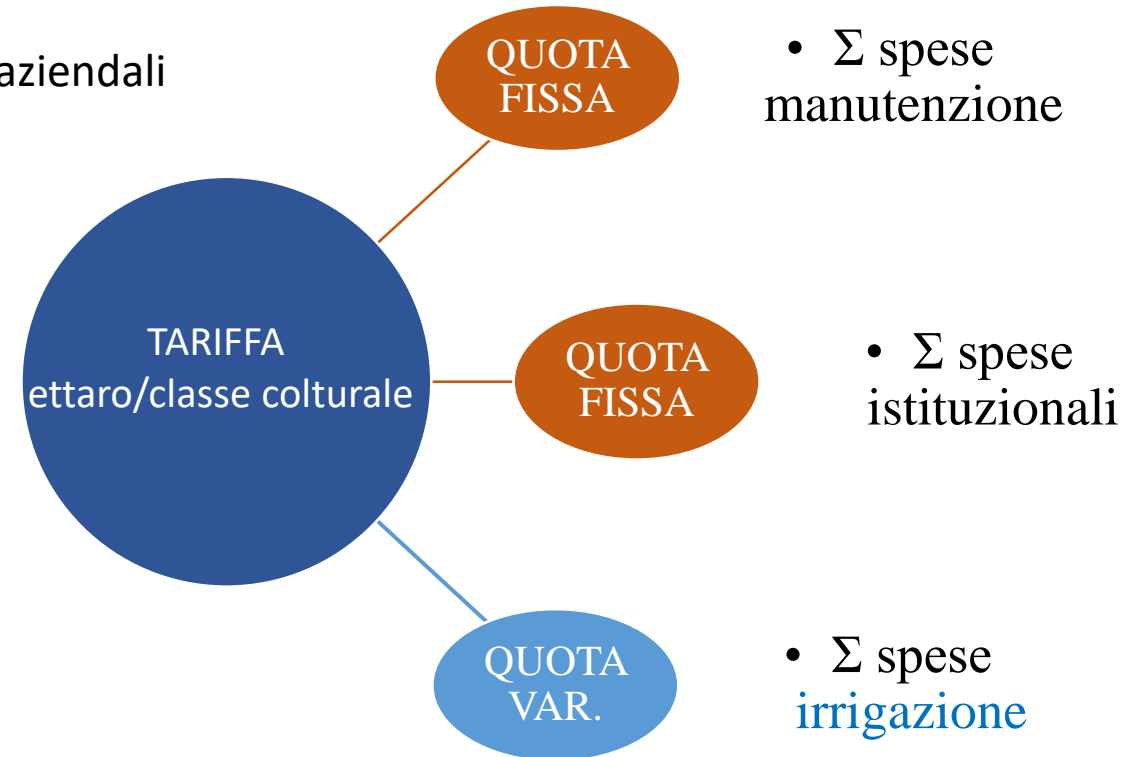 aziendali
QUOTA
FISSA
• Σ spese
manutenzione
TARIFFA
ettaro/classe colturale
QUOTA
FISSA
• Σ spese
istituzionali
QUOTA
VAR.
• Σ spese
irrigazione